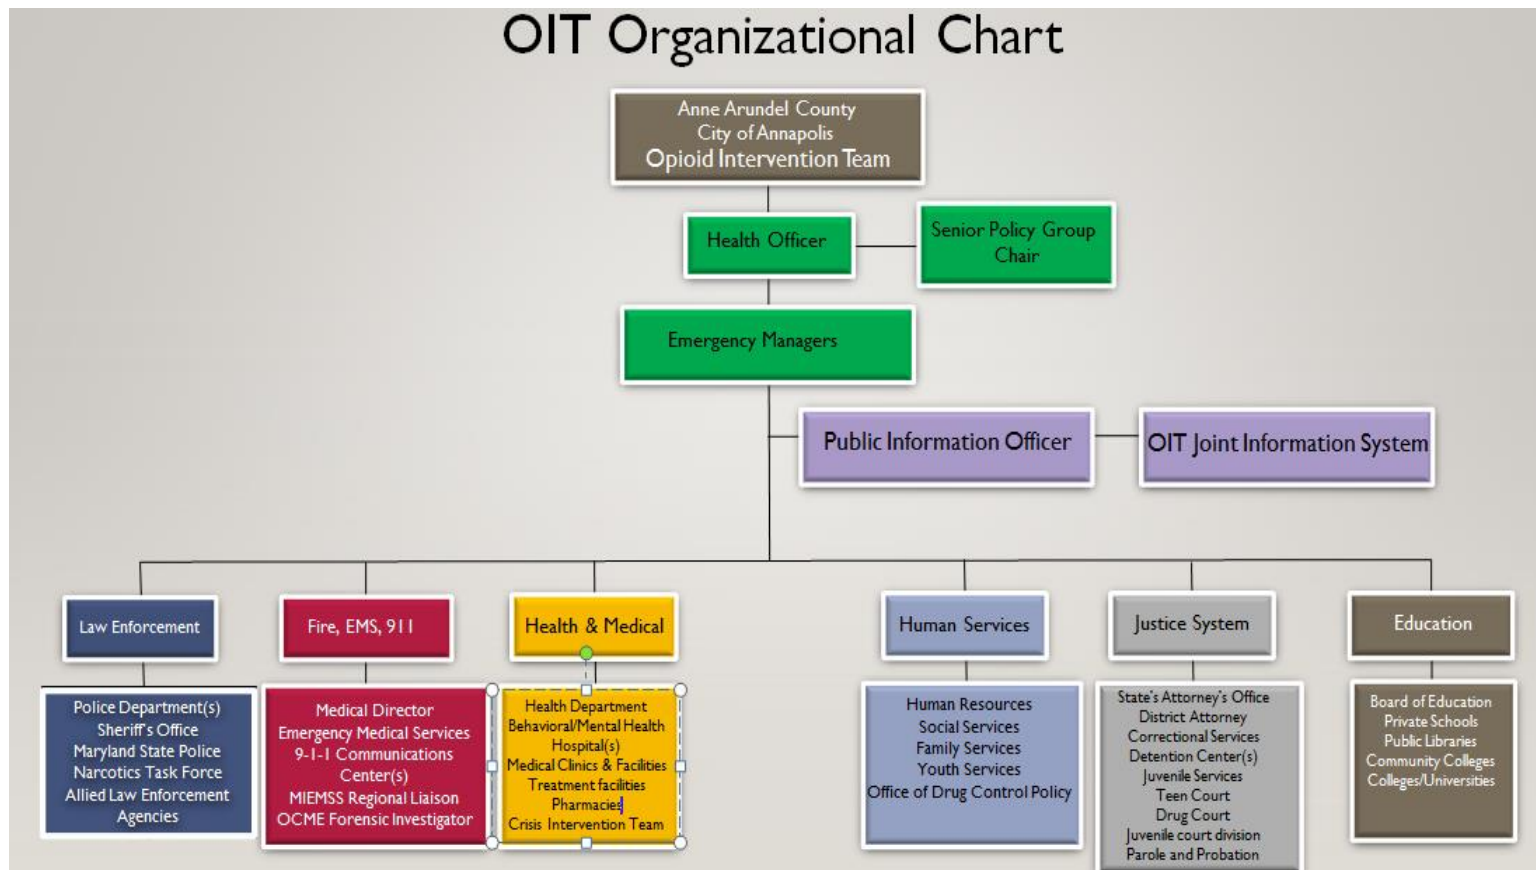 OIT Organizational Chart
Anne Arundel County
City of Annapolis
Opioid Intervention Team
Health Officer
Senior Policy Group
Chair
Emergency Managers
Public Information Officer
OIT Joint Information System
Law Enforcement
Fire, EMS, 911
Health & Medical
Human Services
Justice System
Education
Police Department(s)
Sheriff's Office
Maryland State Police
Narcotics Task Force
Allied Law Enforcement
Agencies
Medical Director
Emergency Medical Services
9-1-1 Communications
Center(s)
MIEMSS Regional Liaison
OCME Forensic Investigator
Health Department
Behavioral/Mental Health
Hospital(s)
Medical Clinics & Facilities
Treatment facilities
Pharmacies
Crisis Intervention Team
Human Resources
Social Services
Family Services
Youth Services
Office of Drug Control Policy
State's Attorney's Office
District Attorney
Correctional Services
Detention Center(s)
Juvenile Services
Teen Court
Drug Court
Juvenile court division
Parole and Probation
Board of Education
Private Schools
Public Libraries
Community Colleges
Colleges/Universities